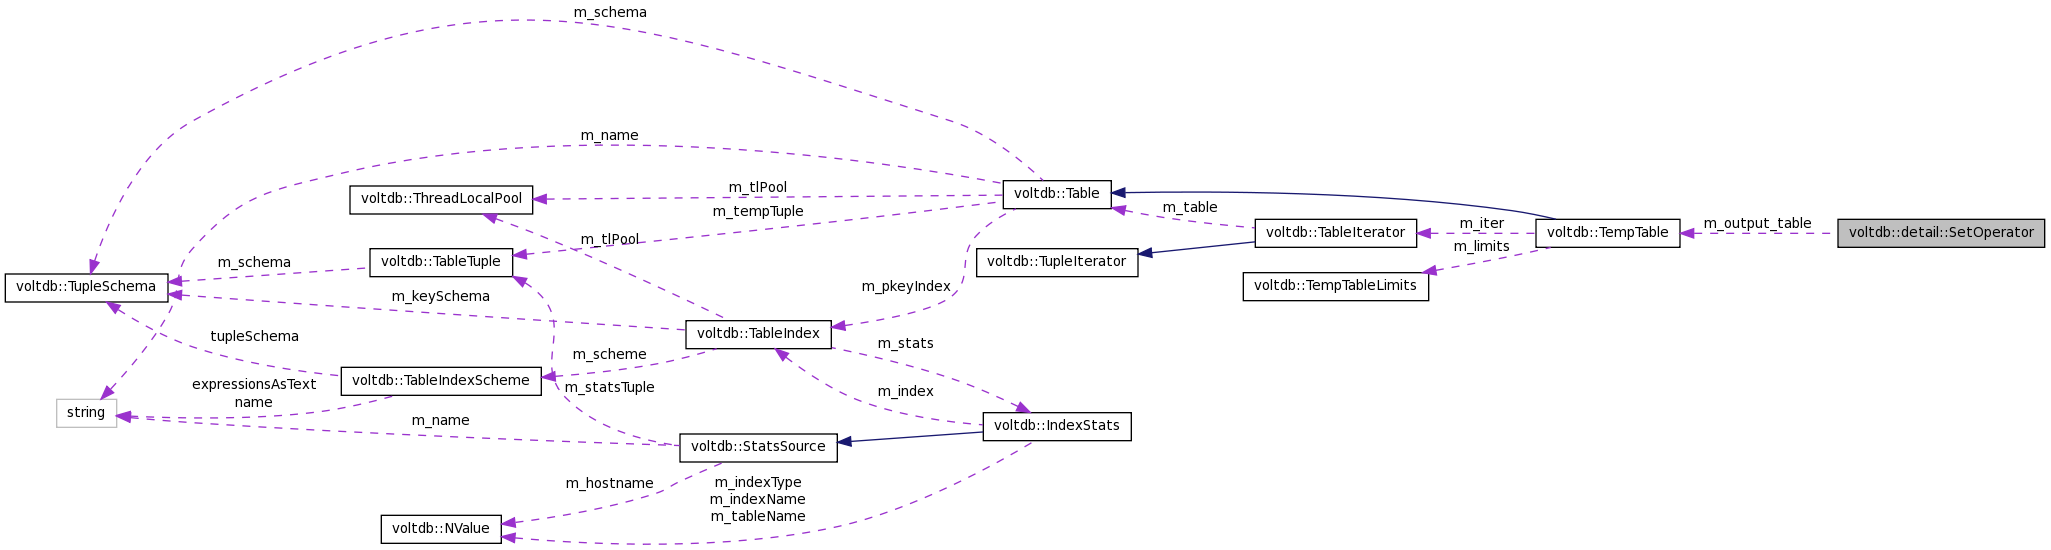 m_schema
m_name
m_tlPool
voltdb::Table
voltdb::ThreadLocalPool
m_tempTuple
m_table
m_iter
m_output_table
voltdb::TableIterator
voltdb::TempTable
voltdb::detail::SetOperator
m_tlPool
m_limits
m_schema
voltdb::TableTuple
voltdb::TupleIterator
voltdb::TupleSchema
m_pkeyIndex
voltdb::TempTableLimits
m_keySchema
tupleSchema
voltdb::TableIndex
m_stats
m_scheme
voltdb::TableIndexScheme
expressionsAsText
name
m_statsTuple
m_index
string
m_name
voltdb::IndexStats
voltdb::StatsSource
m_hostname
m_indexType
m_indexName
m_tableName
voltdb::NValue